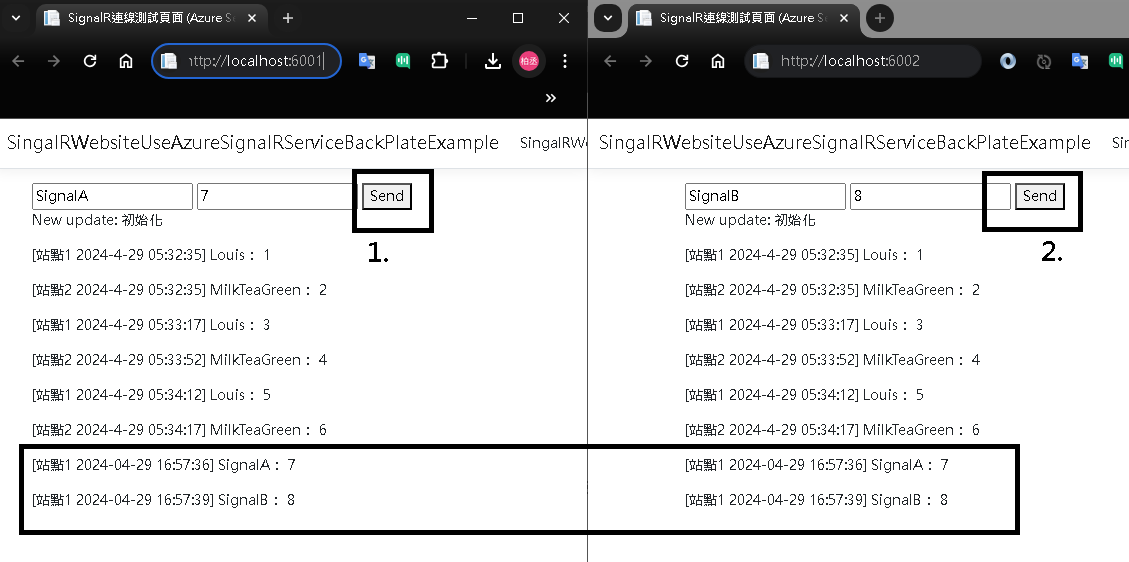 SignalR連線測試頁面 (Azure S
http://localhost:6001
柏丞
SingalRWebsiteUseAzureSignalRServiceBackPlateExample SingalRW
SignalA 7 Send
New update: 初始化
1.
[站點1 2024-4-29 05:32:35] Louis： 1
[站點2 2024-4-29 05:32:35] MilkTeaGreen： 2
[站點1 2024-4-29 05:33:17] Louis： 3
[站點2 2024-4-29 05:33:52] MilkTeaGreen： 4
[站點1 2024-4-29 05:34:12] Louis： 5
[站點2 2024-4-29 05:34:17] MilkTeaGreen： 6
[站點1 2024-04-29 16:57:36] SignalA： 7
[站點1 2024-04-29 16:57:39] SignalB： 8
SignalR連線測試頁面 (Azure S
http://localhost:6002
SingalRWebsiteUseAzureSignalRServiceBackPlateExample Sin
SignalB 8 Send
New update: 初始化
2.
[站點1 2024-4-29 05:32:35] Louis： 1
[站點2 2024-4-29 05:32:35] MilkTeaGreen： 2
[站點1 2024-4-29 05:33:17] Louis： 3
[站點2 2024-4-29 05:33:52] MilkTeaGreen： 4
[站點1 2024-4-29 05:34:12] Louis： 5
[站點2 2024-4-29 05:34:17] MilkTeaGreen： 6
[站點1 2024-04-29 16:57:36] SignalA： 7
[站點1 2024-04-29 16:57:39] SignalB： 8